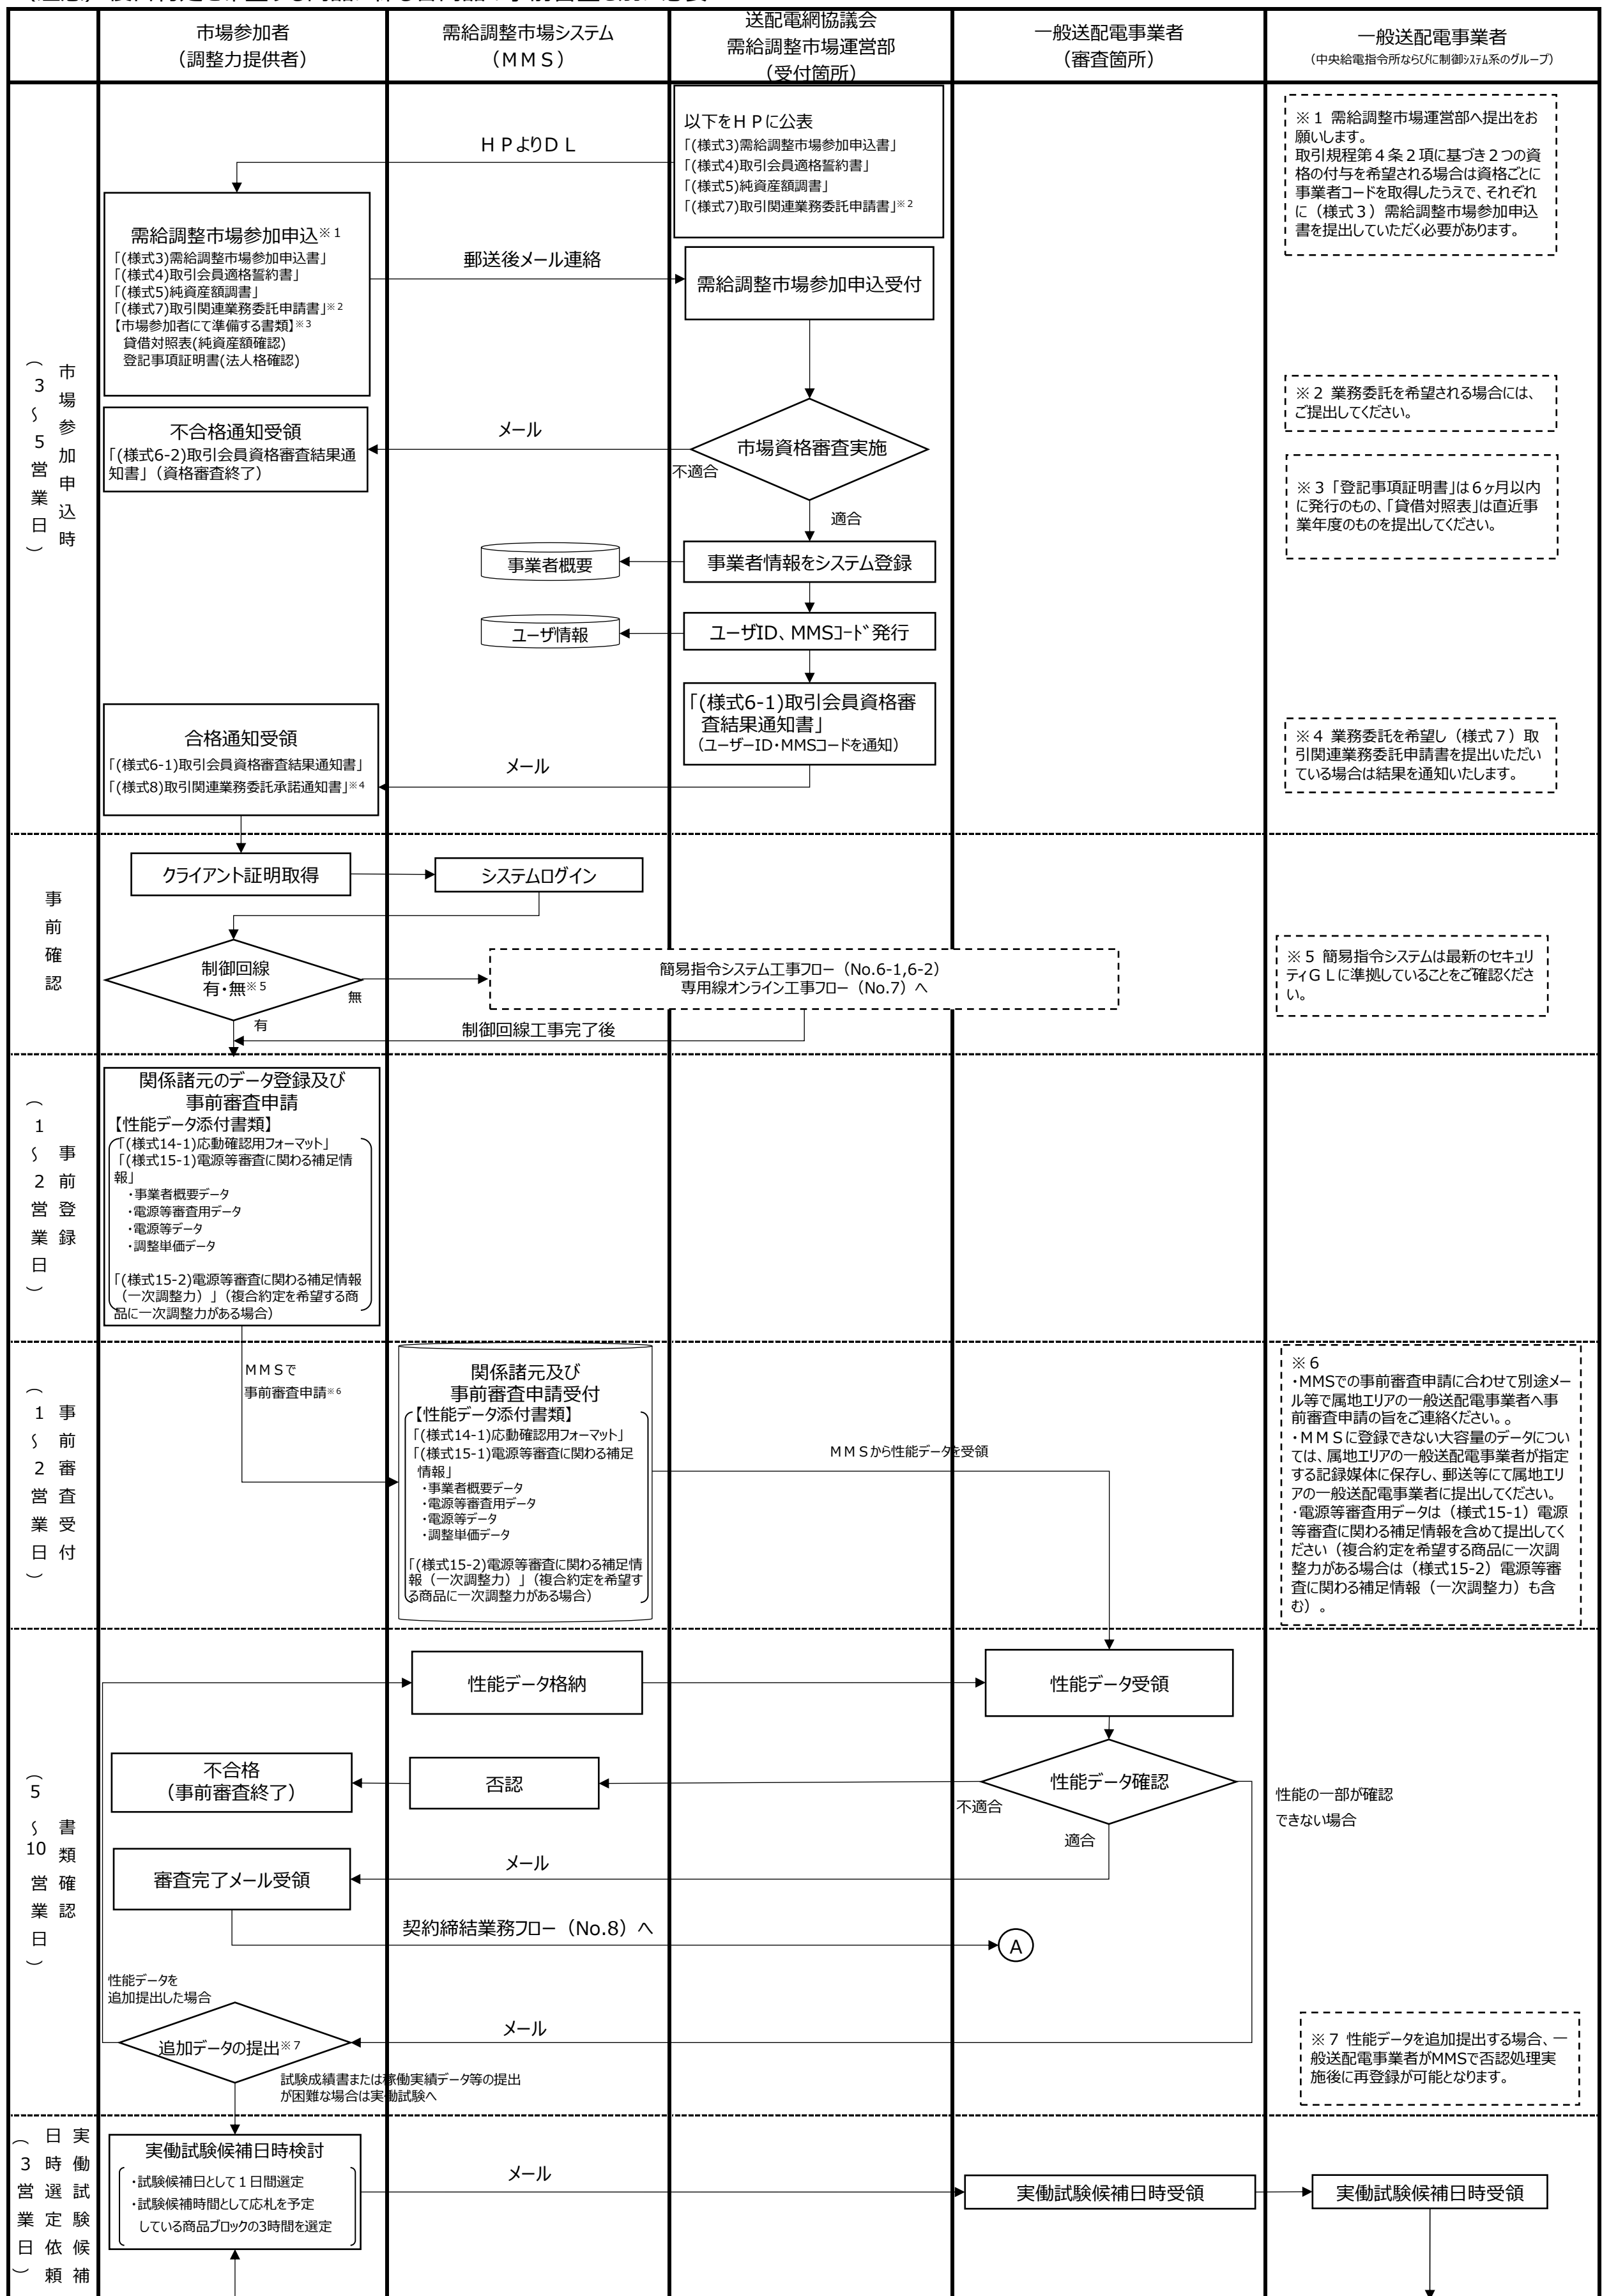 市場参加者
（調整力提供者）
需給調整市場システム
（ＭＭＳ）
送配電網協議会
需給調整市場運営部
（受付箇所）
一般送配電事業者
（審査箇所）
一般送配電事業者
（中央給電指令所ならびに制御ｼｽﾃﾑ系のグループ）
市場参加申込時
（3～5営業日）
ＨＰよりＤＬ
以下をＨＰに公表
「(様式3)需給調整市場参加申込書」
「(様式4)取引会員適格誓約書」
「(様式5)純資産額調書」
「(様式7)取引関連業務委託申請書」※２
※１ 需給調整市場運営部へ提出をお
願いします。
取引規程第４条２項に基づき２つの資
格の付与を希望される場合は資格ごとに
事業者コードを取得したうえで、それぞれ
に（様式３）需給調整市場参加申込
書を提出していただく必要があります。
需給調整市場参加申込※１
「(様式3)需給調整市場参加申込書」
「(様式4)取引会員適格誓約書」
「(様式5)純資産額調書」
「(様式7)取引関連業務委託申請書」※２
【市場参加者にて準備する書類】※３
貸借対照表(純資産額確認)
登記事項証明書(法人格確認)
郵送後メール連絡
需給調整市場参加申込受付
※２ 業務委託を希望される場合には、
ご提出してください。
不合格通知受領
「(様式6-2)取引会員資格審査結果通
知書」（資格審査終了）
メール
市場資格審査実施
不適合
適合
※３「登記事項証明書」は６ヶ月以内
に発行のもの、「貸借対照表」は直近事
業年度のものを提出してください。
事業者概要
事業者情報をシステム登録
ユーザ情報
ユーザID、MMSｺｰﾄﾞ発行
「(様式6-1)取引会員資格審
査結果通知書」
（ユーザーID・MMSコードを通知）
合格通知受領
「(様式6-1)取引会員資格審査結果通知書」
「(様式8)取引関連業務委託承諾通知書」※４
メール
※４ 業務委託を希望し（様式７）取
引関連業務委託申請書を提出いただい
ている場合は結果を通知いたします。
事前確認
クライアント証明取得
システムログイン
制御回線
有・無※５
無
有
簡易指令システム工事フロー（No.6-1,6-2）
専用線オンライン工事フロー（No.7）へ
制御回線工事完了後
※５ 簡易指令システムは最新のセキュリ
ティＧＬに準拠していることをご確認くださ
い。
事前登録
（1～2営業日）
関係諸元のデータ登録及び
事前審査申請
【性能データ添付書類】
「(様式14-1)応動確認用フォーマット」
「(様式15-1)電源等審査に関わる補足情
報」
・事業者概要データ
・電源等審査用データ
・電源等データ
・調整単価データ
「(様式15-2)電源等審査に関わる補足情報
（一次調整力）」（複合約定を希望する商
品に一次調整力がある場合）
事前審査受付
（1～2営業日）
ＭＭＳで
事前審査申請※６
関係諸元及び
事前審査申請受付
【性能データ添付書類】
「(様式14-1)応動確認用フォーマット」
「(様式15-1)電源等審査に関わる補足
情報」
・事業者概要データ
・電源等審査用データ
・電源等データ
・調整単価データ
「(様式15-2)電源等審査に関わる補足情
報（一次調整力）」（複合約定を希望す
る商品に一次調整力がある場合）
ＭＭＳから性能データを受領
※６
・MMSでの事前審査申請に合わせて別途メー
ル等で属地エリアの一般送配電事業者へ事
前審査申請の旨をご連絡ください。。
・ＭＭＳに登録できない大容量のデータについ
ては、属地エリアの一般送配電事業者が指定
する記録媒体に保存し、郵送等にて属地エリ
アの一般送配電事業者に提出してください。
・電源等審査用データは（様式15-1）電源
等審査に関わる補足情報を含めて提出してく
ださい（複合約定を希望する商品に一次調
整力がある場合は（様式15-2）電源等審
査に関わる補足情報（一次調整力）も含
む）。
書類確認
（5～10営業日）
性能データ格納
性能データ受領
不合格
（事前審査終了）
否認
性能データ確認
不適合
適合
性能の一部が確認
できない場合
審査完了メール受領
メール
契約締結業務フロー（No.8）へ
A
性能データを
追加提出した場合
追加データの提出※７
メール
試験成績書または稼働実績データ等の提出
が困難な場合は実働試験へ
※７ 性能データを追加提出する場合、一
般送配電事業者がMMSで否認処理実
施後に再登録が可能となります。
実働試験候補
日時選定依頼
（3営業日）
実働試験候補日時検討
・試験候補日として１日間選定
・試験候補時間として応札を予定
している商品ブロックの3時間を選定
メール
実働試験候補日時受領
実働試験候補日時受領